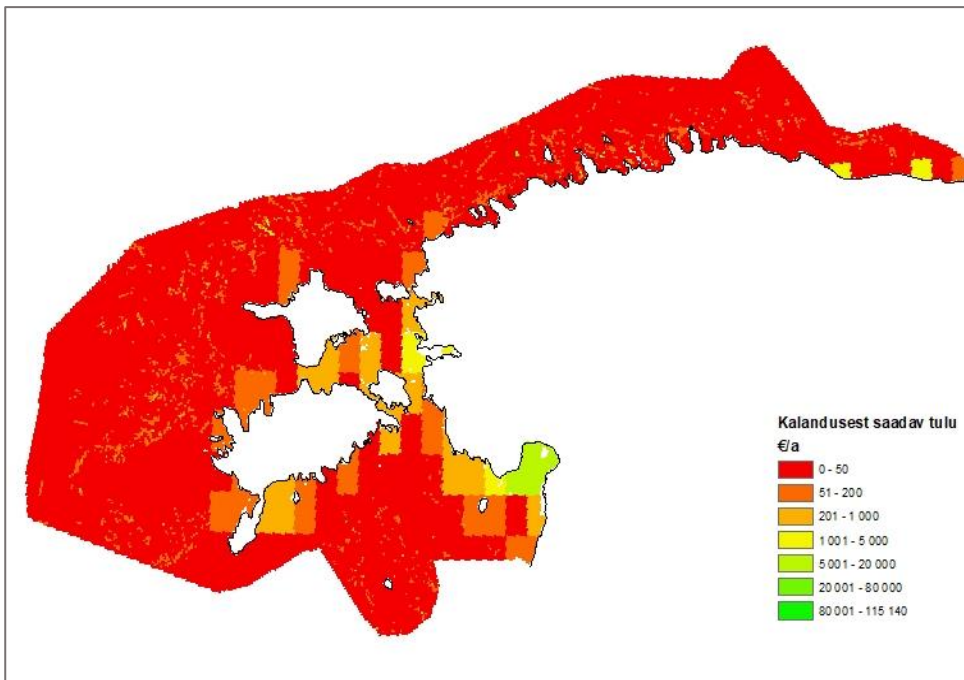 Kalandusest saadav tulu
€/a
0 - 50
51 - 200
201 - 1 000
1 001 - 5 000
5 001 - 20 000
20 001 - 80 000
80 001 - 115 140